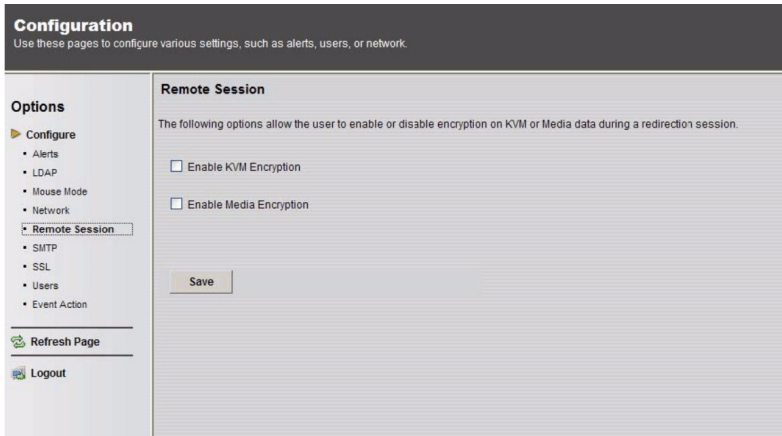 Configuration
Use these pages to configure various settings, such as alerts, users, or network.
Options
Configure
Alerts
LDAP
Mouse Mode
Network
Remote Session
SMTP
SSL
Users
Event Action
Refresh Page
Logout
Remote Session
The following options allow the user to enable or disable encryption on KVM or Media data during a redirection session.
Enable KVM Encryption
Enable Media Encryption
Save